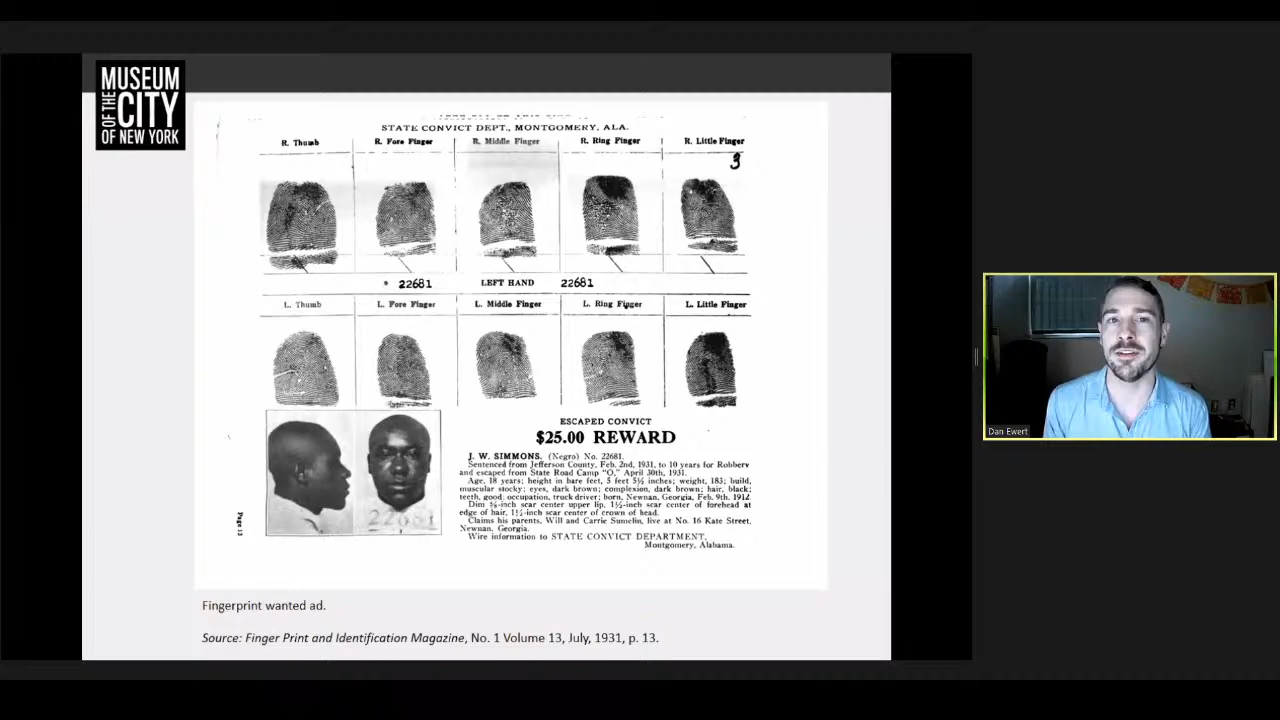 MUSEUM
OF THE CITY
OF NEW YORK
STATE CONVICT DEPT., MONTGOMERY, ALA.
R. Thumb R. Fore Finger R. Middle Finger R. Ring Finger R. Little Finger
3
22681 LEFT HAND 22681
L. Thumb L. Fore Finger L. Middle Finger L. Ring Finger L. Little Finger
22681
ESCAPED CONVICT
$25.00 REWARD
J. W. SIMMONS. (Negro) No. 22681.
Sentenced from Jefferson County, Feb. 2nd, 1931, to 10 years for Robbery
and escaped from State Road Camp "O," April 30th, 1931.
Age, 18 years; height in bare feet, 5 feet 5½ inches; weight, 183; build,
muscular stocky; eyes, dark brown; complexion, dark brown; hair, black;
teeth, good; occupation, truck driver; born, Newnan, Georgia, Feb. 9th, 1912.
Dim -inch scar center upper lip, 1½-inch scar center of forehead at
edge of hair, -inch scar center of crown of head.
Claims his parents, Will and Carrie Sumelin, live at No. 16 Kate Street,
Newnan, Georgia.
Wire information to STATE CONVICT DEPARTMENT,
Montgomery, Alabama.
Page 13
Fingerprint wanted ad.
Source: Finger Print and Identification Magazine, No. 1 Volume 13, July, 1931, p. 13.
Dan Ewert